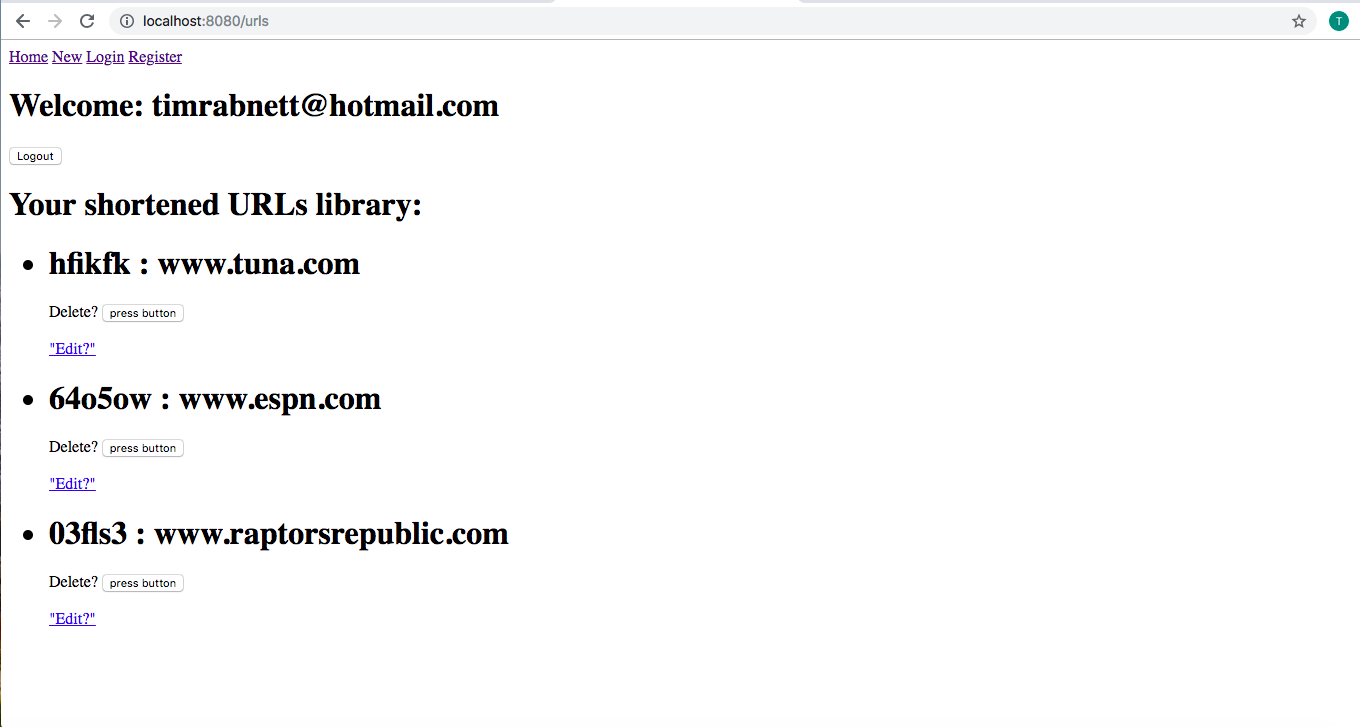 localhost:8080/urls
T
Home New Login Register
Welcome: timrabnett@hotmail.com
Logout
Your shortened URLs library:
hfikfk : www.tuna.com
Delete? press button
"Edit?"
64o5ow : www.espn.com
Delete? press button
"Edit?"
03fls3 : www.raptorsrepublic.com
Delete? press button
"Edit?"